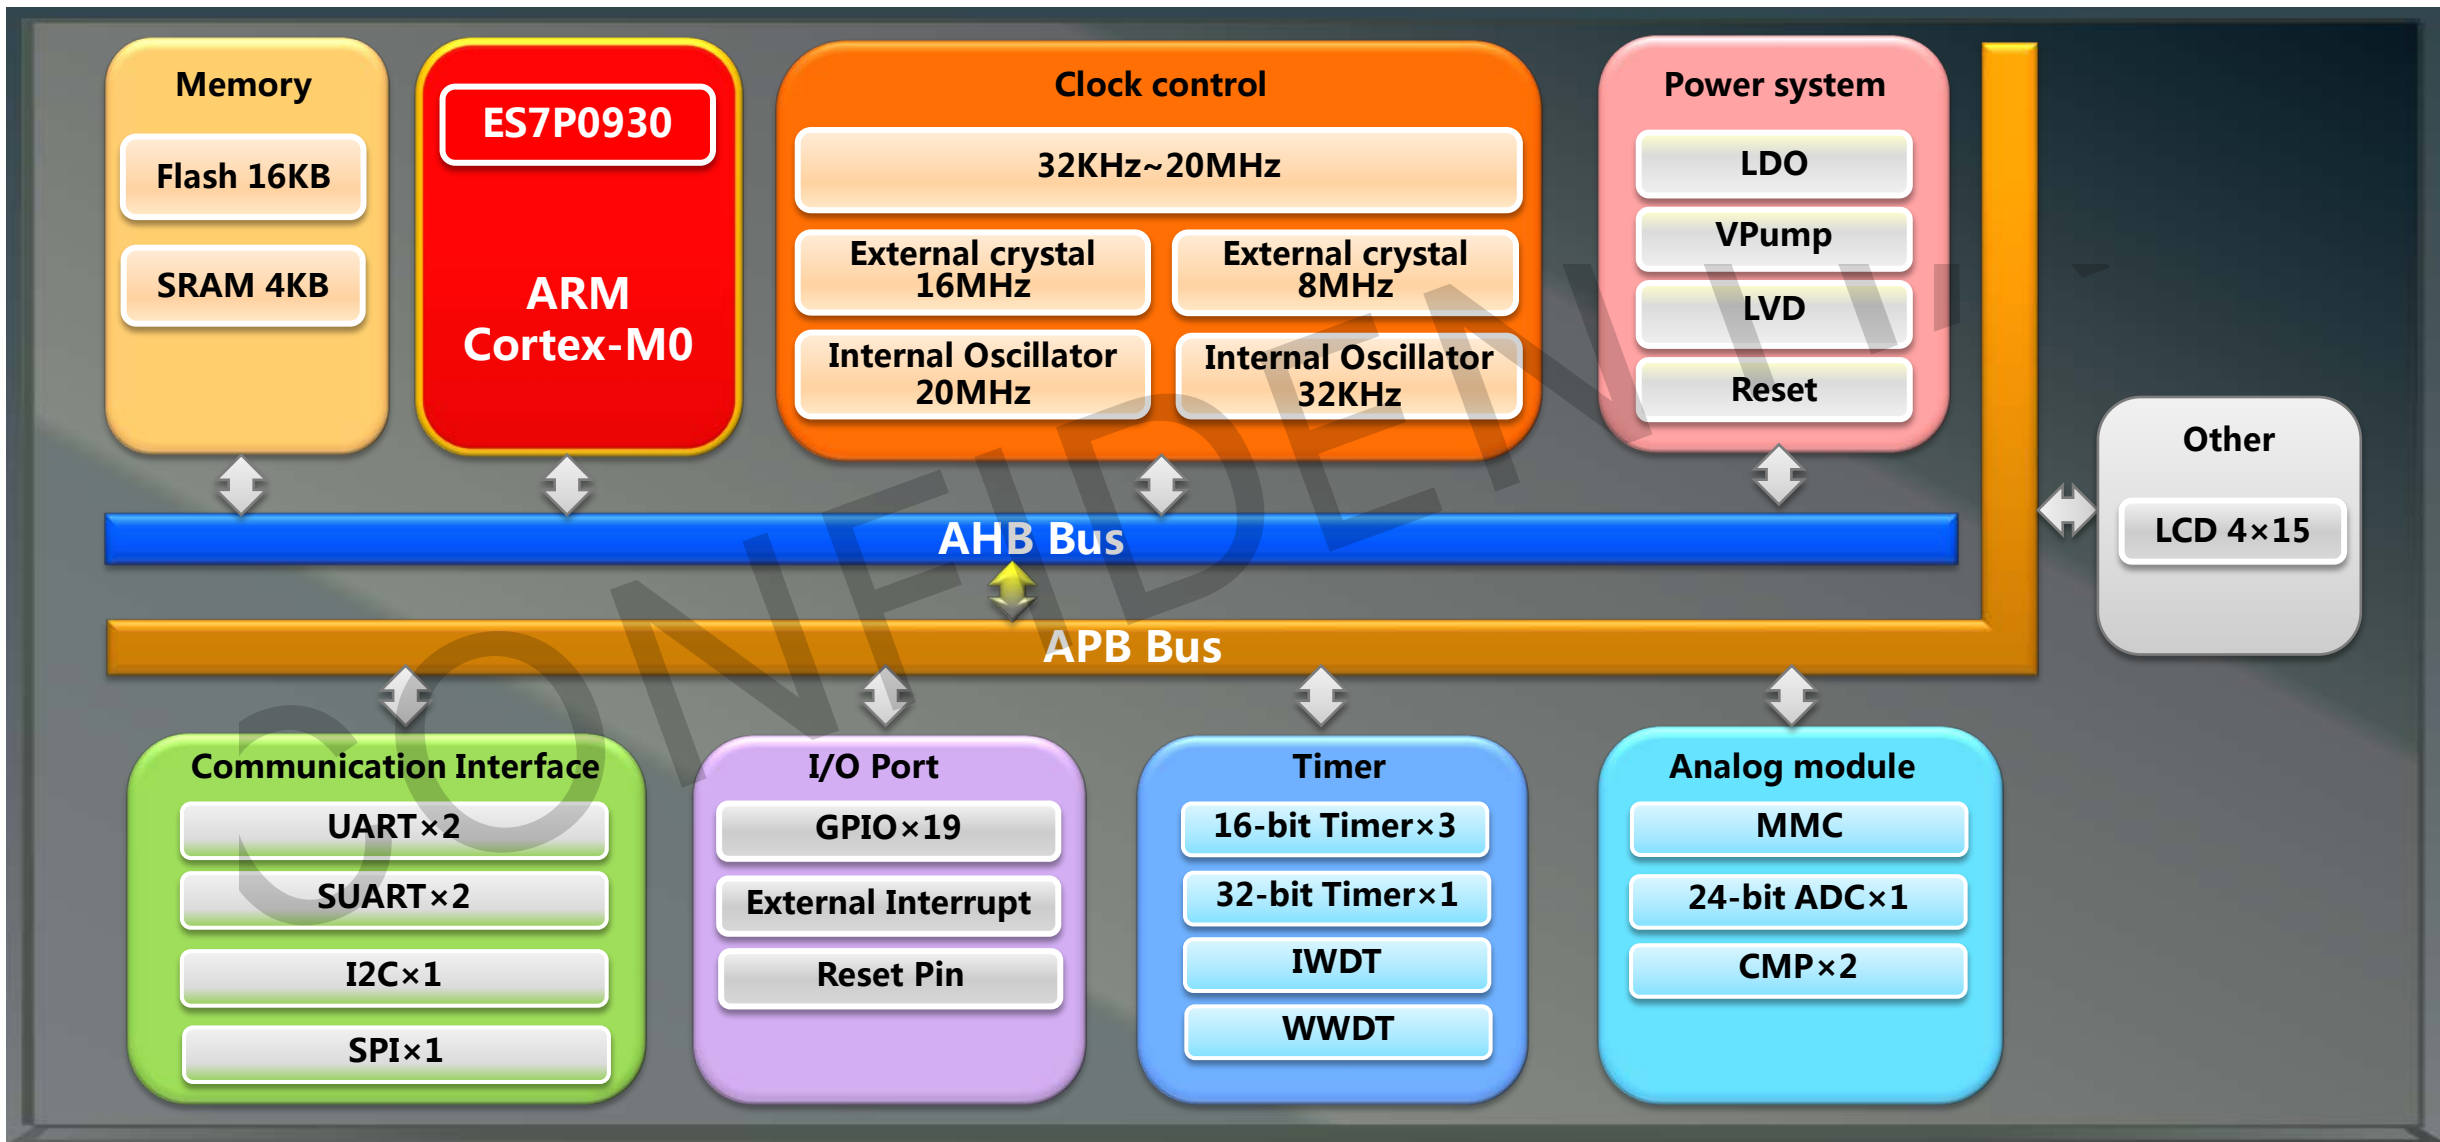 Memory
Flash 16KB
SRAM 4KB
ES7P0930
ARM
Cortex-M0
Clock control
32KHz~20MHz
External crystal
16MHz
External crystal
8MHz
Internal Oscillator
20MHz
Internal Oscillator
32KHz
Power system
LDO
VPump
LVD
Reset
Other
LCD 4×15
AHB Bus
APB Bus
Communication Interface
UART×2
SUART×2
I2C×1
SPI×1
I/O Port
GPIO×19
External Interrupt
Reset Pin
Timer
16-bit Timer×3
32-bit Timer×1
IWDT
WWDT
Analog module
MMC
24-bit ADC×1
CMP×2